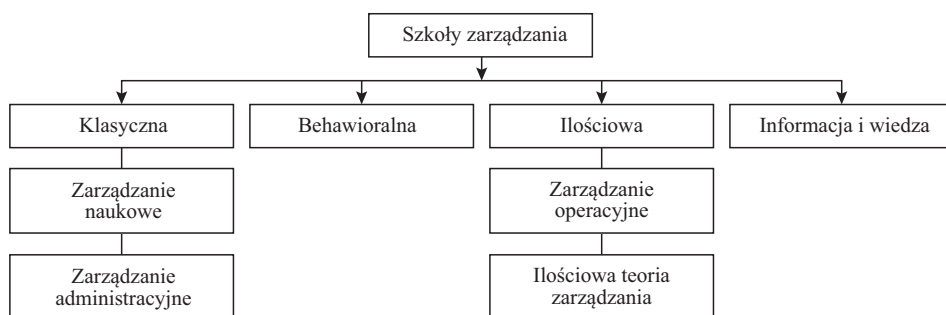 Szkoły zarządzania
Klasyczna
Behawioralna
Ilościowa
Informacja i wiedza
Zarządzanie
naukowe
Zarządzanie
operacyjne
Zarządzanie
administracyjne
Ilościowa teoria
zarządzania